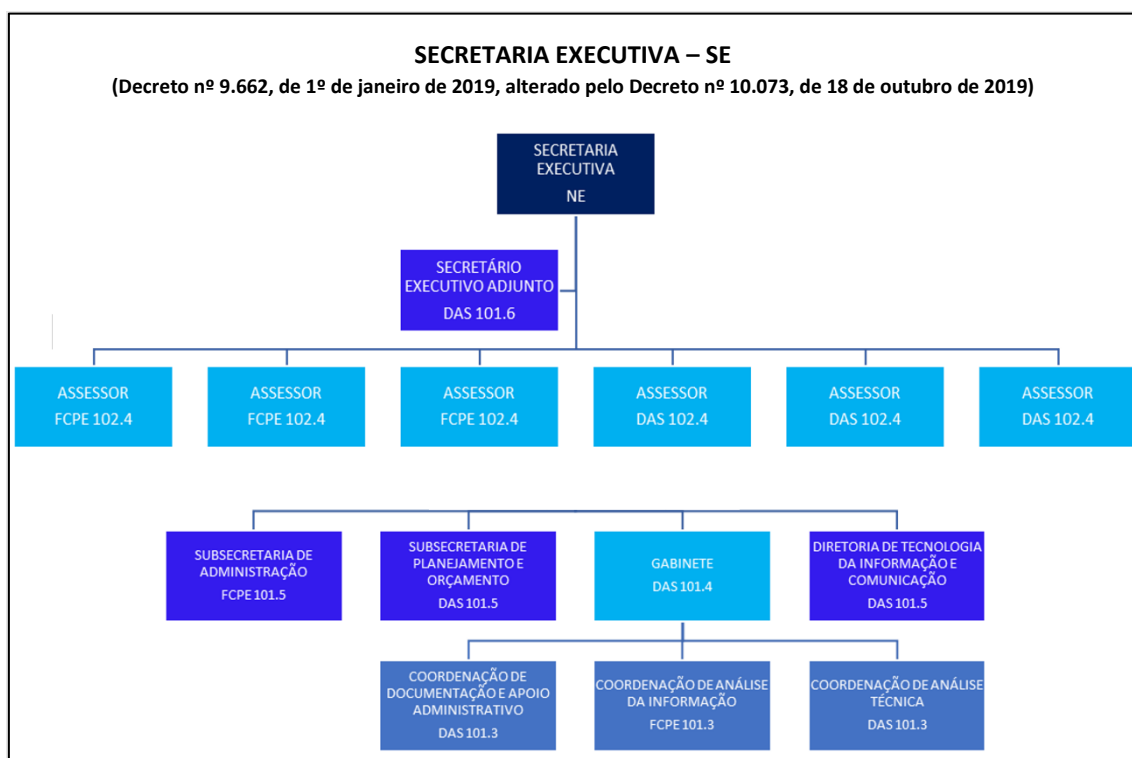 SECRETARIA EXECUTIVA – SE
(Decreto nº 9.662, de 1º de janeiro de 2019, alterado pelo Decreto nº 10.073, de 18 de outubro de 2019)
SECRETARIA
EXECUTIVA
NE
SECRETÁRIO
EXECUTIVO ADJUNTO
DAS 101.6
ASSESSOR
FCPE 102.4
ASSESSOR
FCPE 102.4
ASSESSOR
FCPE 102.4
ASSESSOR
DAS 102.4
ASSESSOR
DAS 102.4
ASSESSOR
DAS 102.4
SUBSECRETARIA DE
ADMINISTRAÇÃO
FCPE 101.5
SUBSECRETARIA DE
PLANEJAMENTO E
ORÇAMENTO
DAS 101.5
GABINETE
DAS 101.4
DIRETORIA DE TECNOLOGIA
DA INFORMAÇÃO E
COMUNICAÇÃO
DAS 101.5
COORDENAÇÃO DE
DOCUMENTAÇÃO E APOIO
ADMINISTRATIVO
DAS 101.3
COORDENAÇÃO DE ANÁLISE
DA INFORMAÇÃO
FCPE 101.3
COORDENAÇÃO DE ANÁLISE
TÉCNICA
DAS 101.3